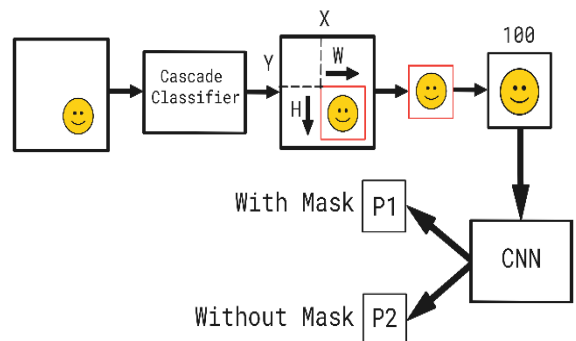 X
100
Y
W
Cascade
Classifier
H
With Mask P1
CNN
Without Mask P2